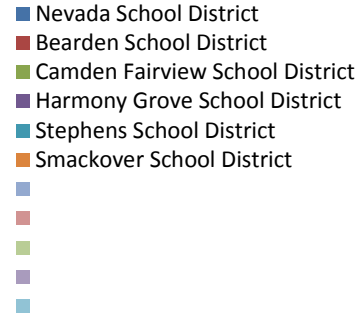 Nevada School District
Bearden School District
Camden Fairview School District
Harmony Grove School District
Stephens School District
Smackover School District